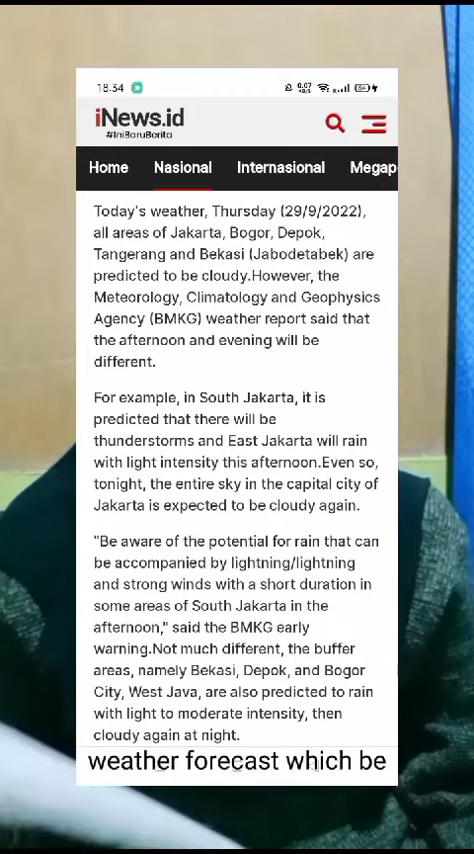 18.34
0.07
KB/S
iNews.id
#IniBaruBerita
Home Nasional Internasional Megap
Today's weather, Thursday (29/9/2022),
all areas of Jakarta, Bogor, Depok,
Tangerang and Bekasi (Jabodetabek) are
predicted to be cloudy.However, the
Meteorology, Climatology and Geophysics
Agency (BMKG) weather report said that
the afternoon and evening will be
different.
For example, in South Jakarta, it is
predicted that there will be
thunderstorms and East Jakarta will rain
with light intensity this afternoon.Even so,
tonight, the entire sky in the capital city of
Jakarta is expected to be cloudy again.
"Be aware of the potential for rain that can
be accompanied by lightning/lightning
and strong winds with a short duration in
some areas of South Jakarta in the
afternoon," said the BMKG early
warning.Not much different, the buffer
areas, namely Bekasi, Depok, and Bogor
City, West Java, are also predicted to rain
with light to moderate intensity, then
cloudy again at night.
weather forecast which be